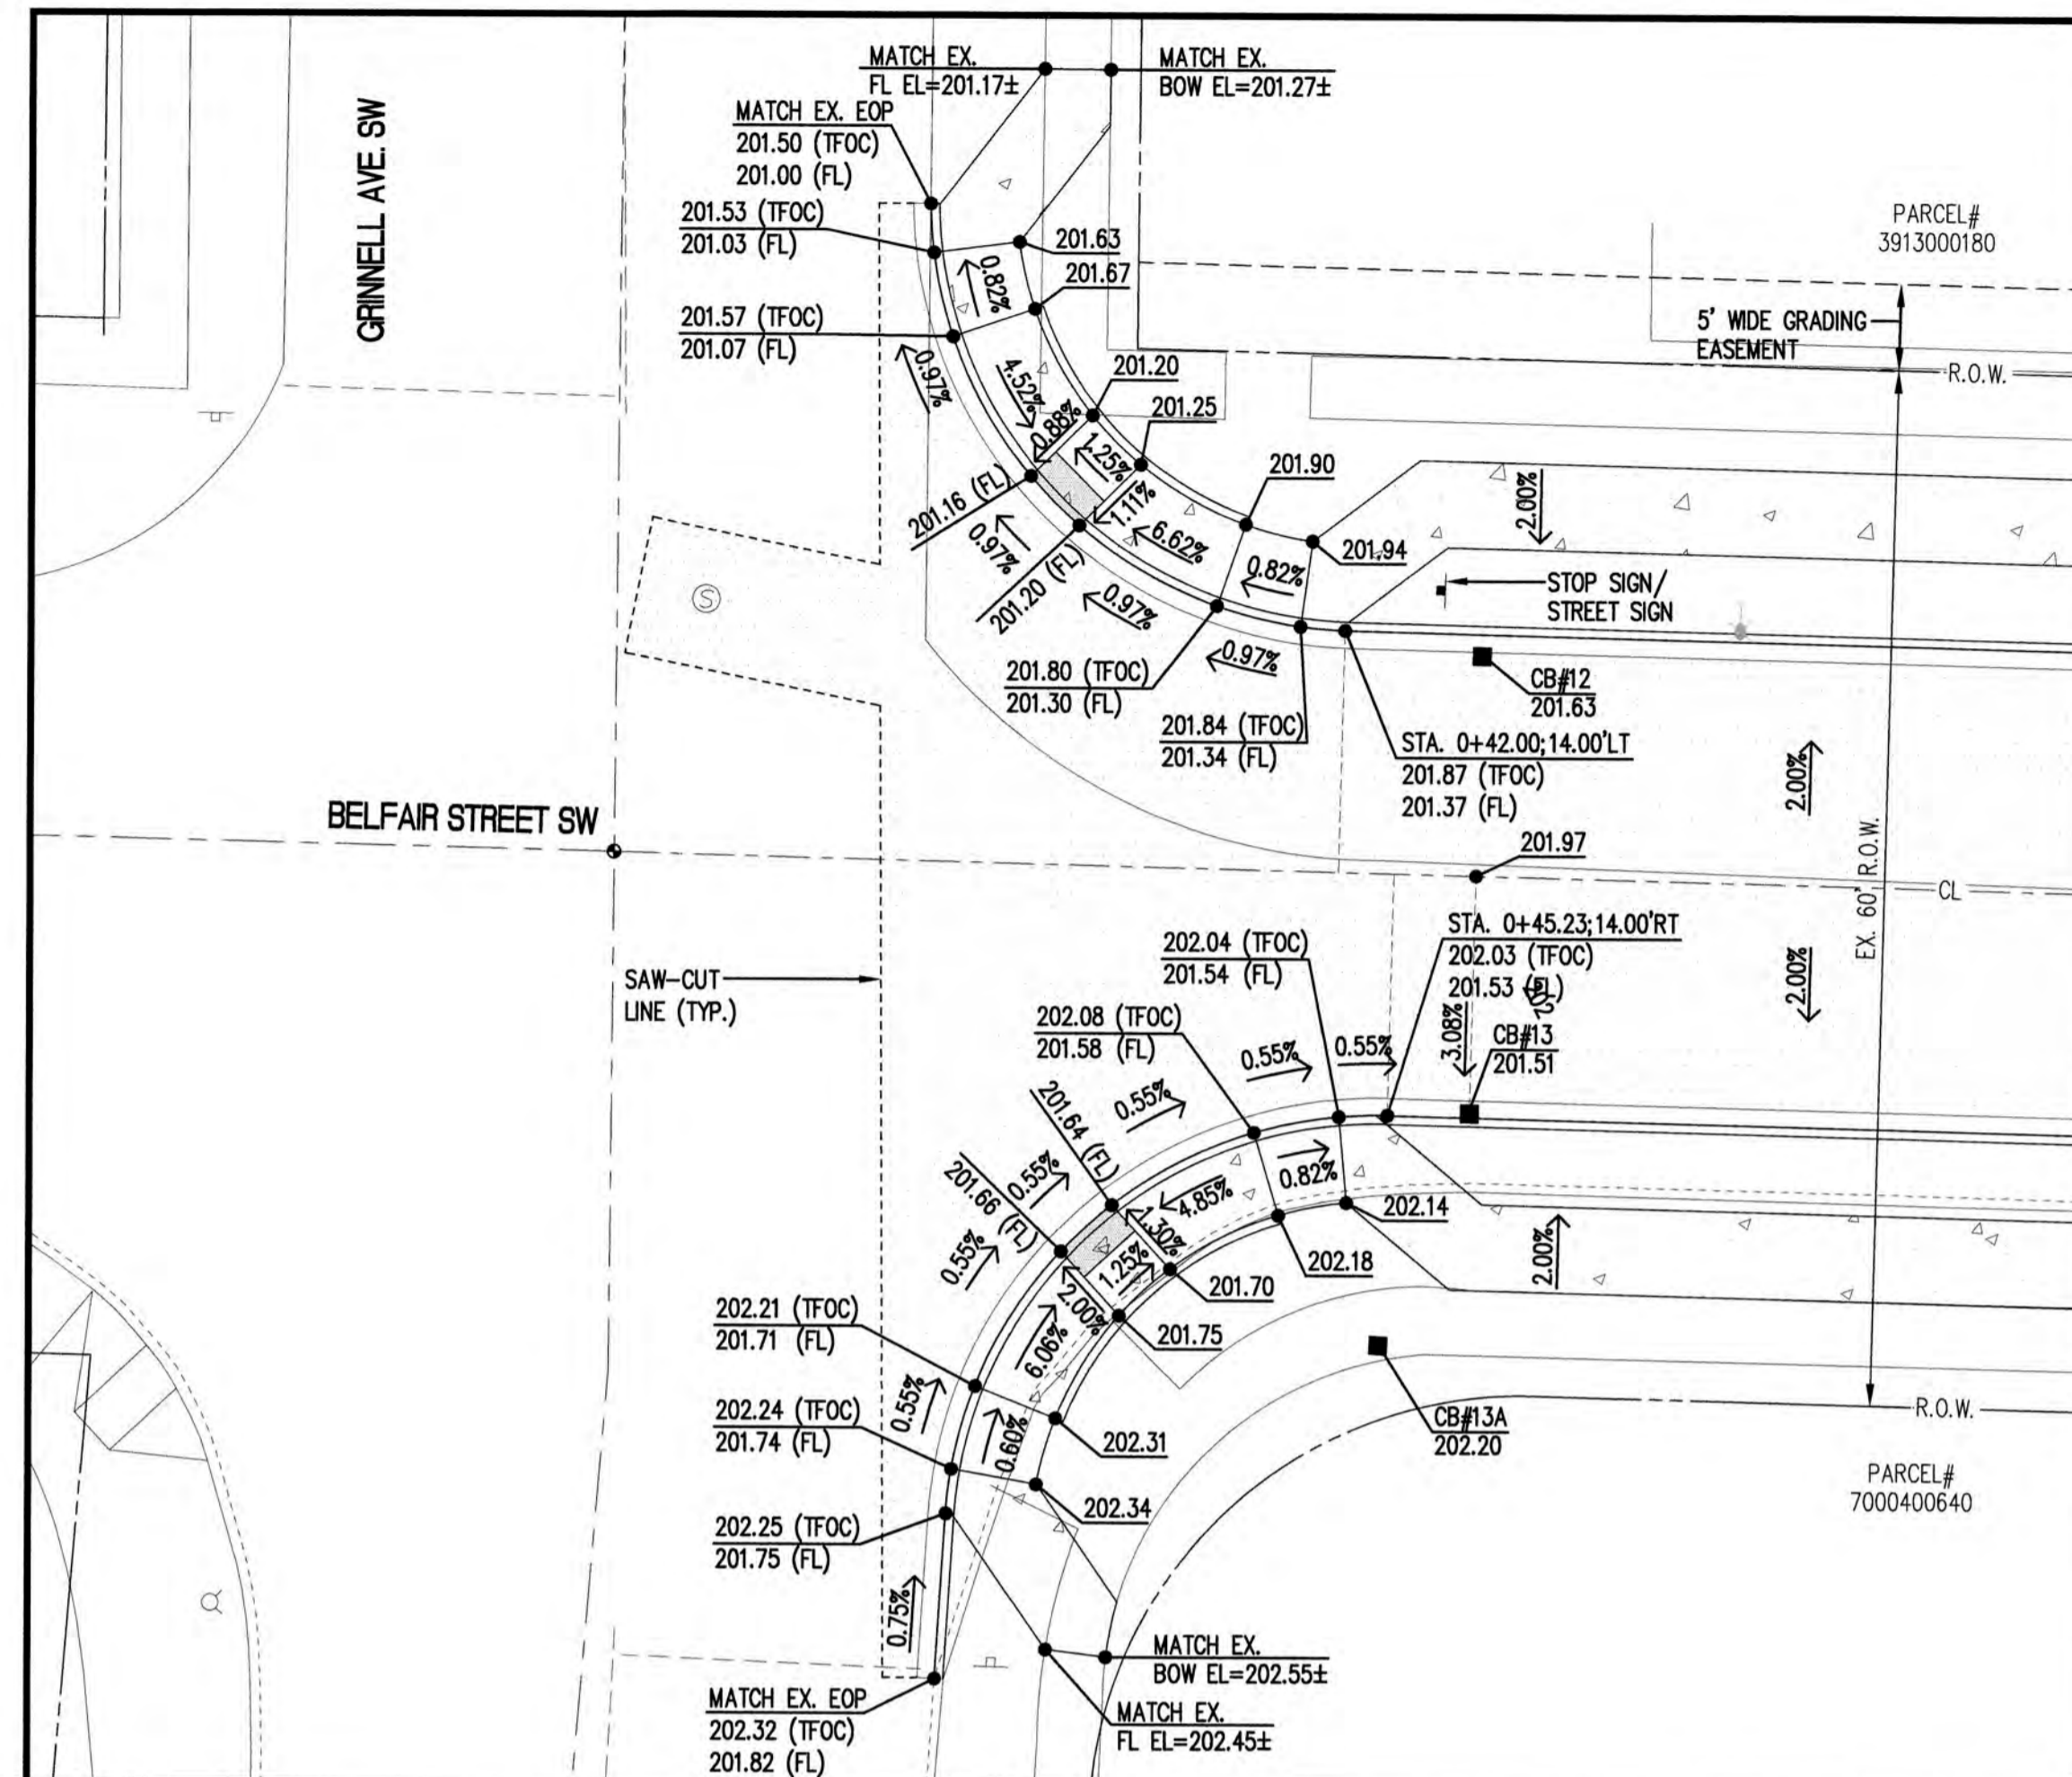 MATCH EX.
FL EL=201.17±
MATCH EX.
BOW EL=201.27±
MATCH EX. EOP
201.50 (TFOC)
201.00 (FL)
GRINNELL AVE. SW
201.53 (TFOC)
201.03 (FL)
201.63
201.67
0.82%
201.57 (TFOC)
201.07 (FL)
0.97%
4.52%
0.88%
201.20
201.25
1.25%
1.11%
201.90
6.62%
0.82%
201.94
201.16 (FL)
0.97%
201.20 (FL)
0.97%
0.97%
201.80 (TFOC)
201.30 (FL)
201.84 (TFOC)
201.34 (FL)
PARCEL#
3913000180
5' WIDE GRADING
EASEMENT
R.O.W.
2.00%
STOP SIGN/
STREET SIGN
S
CB#12
201.63
STA. 0+42.00;14.00'LT
201.87 (TFOC)
201.37 (FL)
2.00%
BELFAIR STREET SW
201.97
EX. 60' R.O.W.
CL
SAW-CUT
LINE (TYP.)
202.04 (TFOC)
201.54 (FL)
STA. 0+45.23;14.00'RT
202.03 (TFOC)
201.53 (FL)
2.00%
202.08 (TFOC)
201.58 (FL)
3.08%
CB#13
201.51
0.55%
0.55%
0.55%
201.64 (FL)
201.66 (FL)
0.55%
0.55%
4.85%
0.82%
1.30%
1.25%
2.00%
6.06%
202.14
202.18
201.70
201.75
2.00%
202.21 (TFOC)
201.71 (FL)
0.55%
202.24 (TFOC)
201.74 (FL)
0.60%
202.31
202.34
CB#13A
202.20
R.O.W.
PARCEL#
7000400640
202.25 (TFOC)
201.75 (FL)
0.75%
MATCH EX.
BOW EL=202.55±
MATCH EX.
FL EL=202.45±
MATCH EX. EOP
202.32 (TFOC)
201.82 (FL)